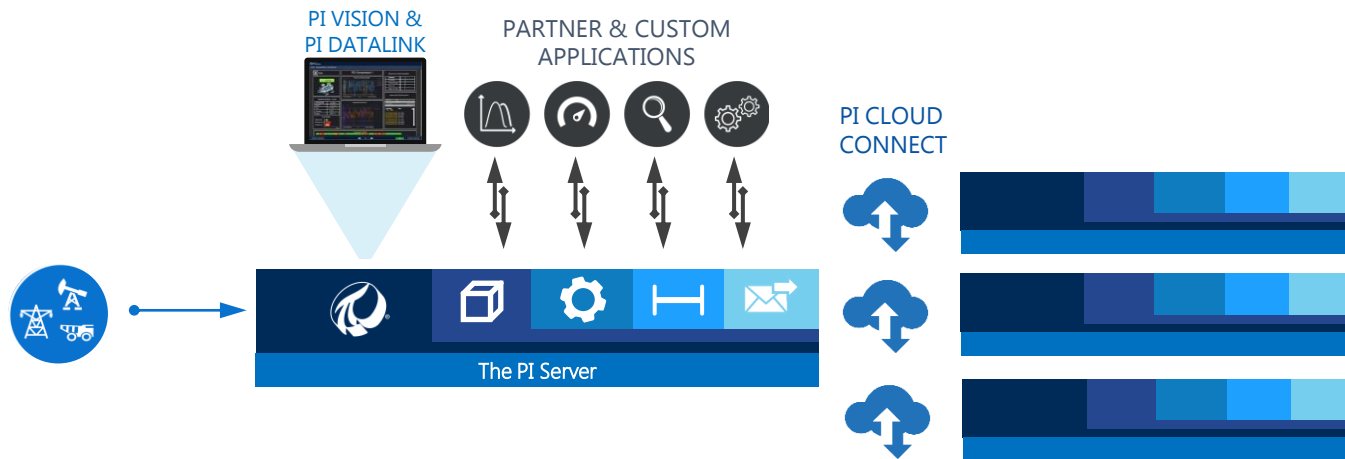 PI VISION &
PI DATALINK
PARTNER & CUSTOM
APPLICATIONS
PI CLOUD
CONNECT
The PI Server